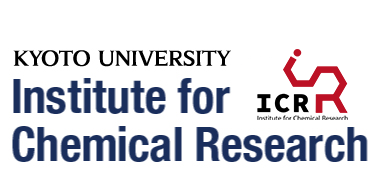 KYOTO UNIVERSITY
Institute for
Chemical Research
ICR
Institute for Chemical Research